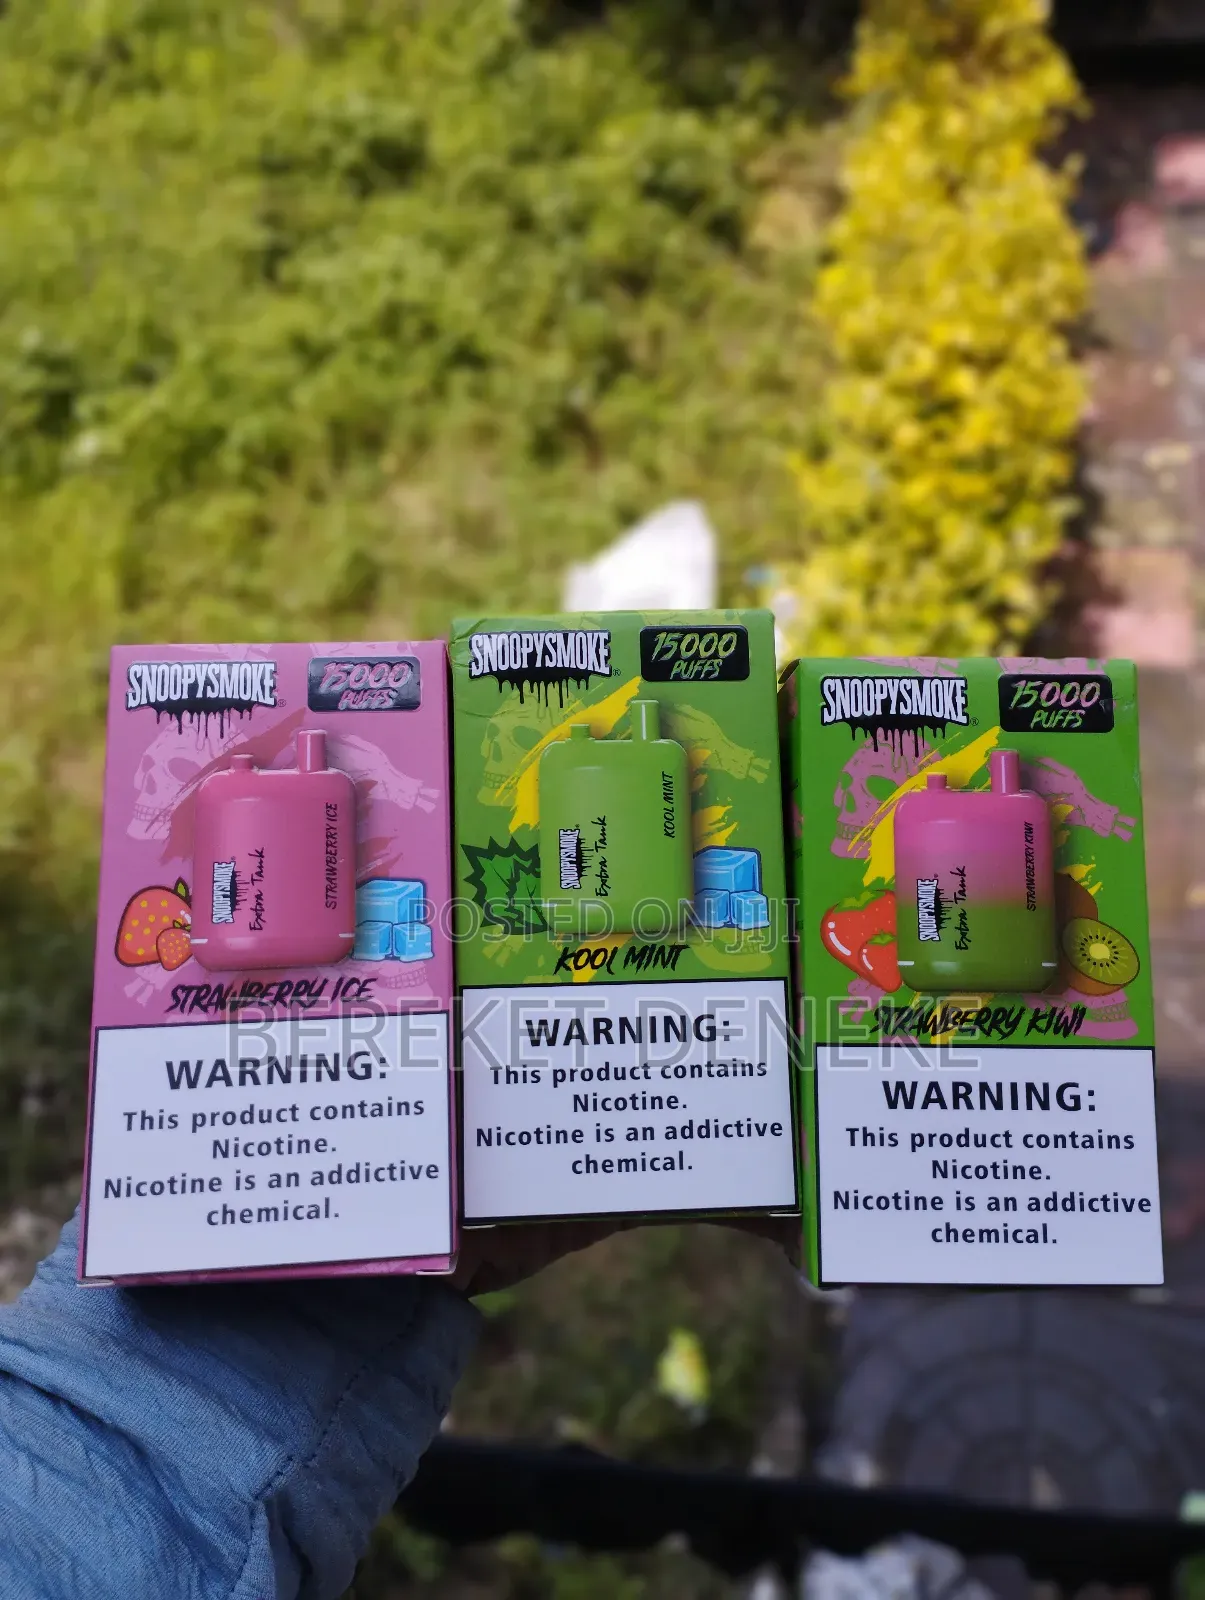 SNOOPYSMOKE®
15000
PUFFS
STRAWBERRY ICE
SNOOPYSMOKE®
Extra Tank
STRAWBERRY ICE
WARNING:
This product contains
Nicotine.
Nicotine is an addictive
chemical.
SNOOPYSMOKE®
15000
PUFFS
KOOL MINT
SNOOPYSMOKE®
Extra Tank
KOOL MINT
WARNING:
This product contains
Nicotine.
Nicotine is an addictive
chemical.
SNOOPYSMOKE®
15000
PUFFS
STRAWBERRY KIWI
SNOOPYSMOKE®
Extra Tank
STRAWBERRY KIWI
WARNING:
This product contains
Nicotine.
Nicotine is an addictive
chemical.
POSTED ON JIJI
BEREKET DENEKE